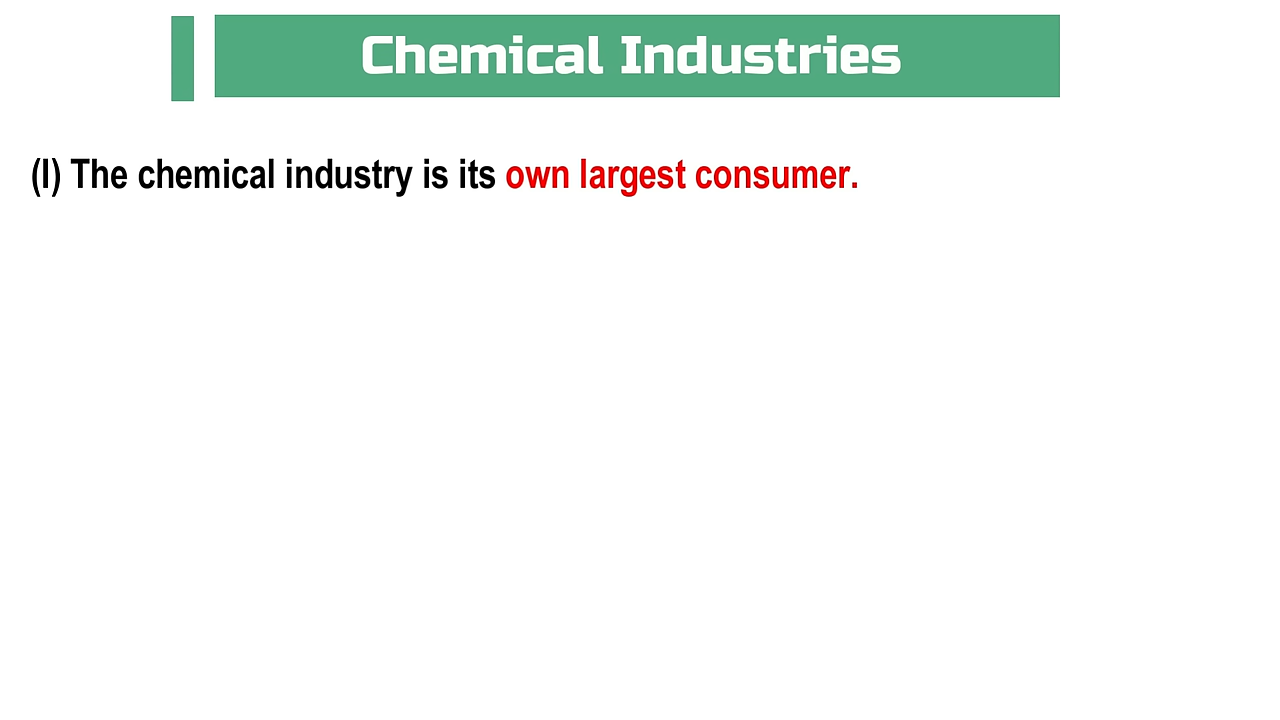 Chemical Industries
(I) The chemical industry is its own largest consumer.